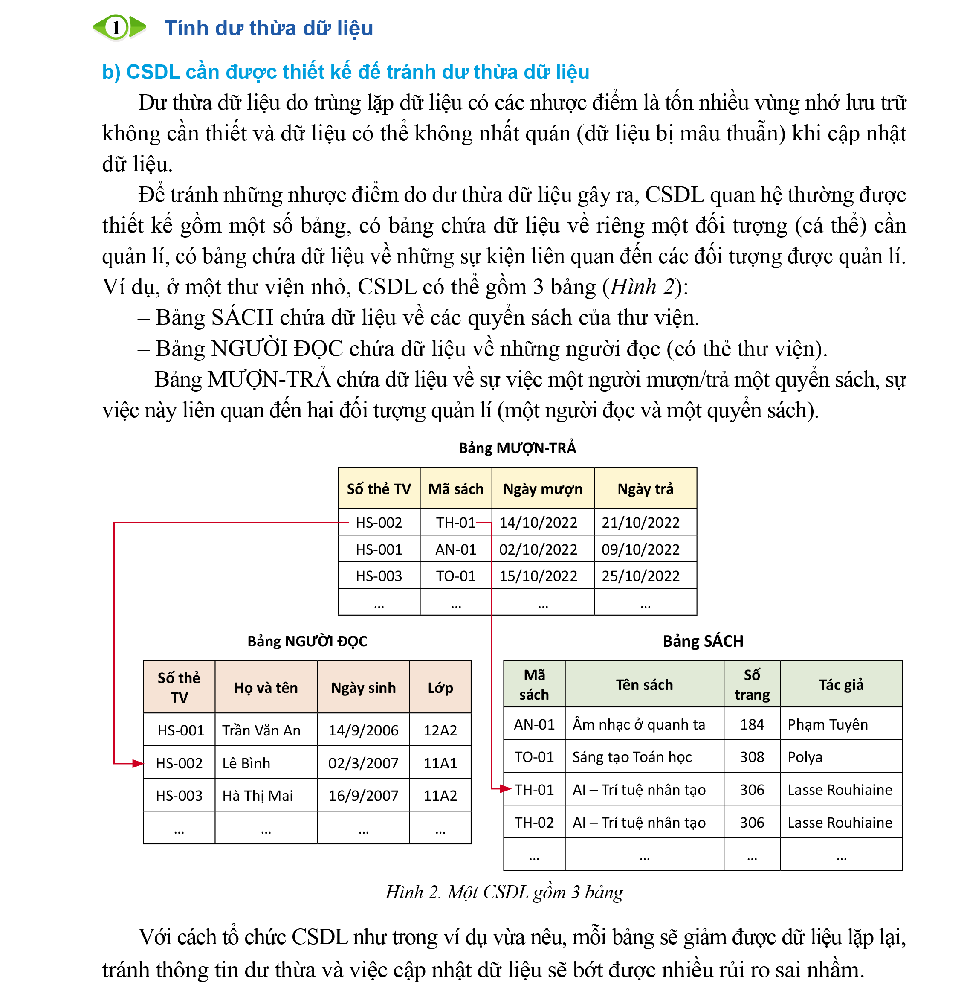 1 Tính dư thừa dữ liệu
b) CSDL cần được thiết kế để tránh dư thừa dữ liệu
Dư thừa dữ liệu do trùng lặp dữ liệu có các nhược điểm là tốn nhiều vùng nhớ lưu trữ
không cần thiết và dữ liệu có thể không nhất quán (dữ liệu bị mâu thuẫn) khi cập nhật
dữ liệu.
Để tránh những nhược điểm do dư thừa dữ liệu gây ra, CSDL quan hệ thường được
thiết kế gồm một số bảng, có bảng chứa dữ liệu về riêng một đối tượng (cá thể) cần
quản lí, có bảng chứa dữ liệu về những sự kiện liên quan đến các đối tượng được quản lí.
Ví dụ, ở một thư viện nhỏ, CSDL có thể gồm 3 bảng (Hình 2):
– Bảng SÁCH chứa dữ liệu về các quyển sách của thư viện.
– Bảng NGƯỜI ĐỌC chứa dữ liệu về những người đọc (có thẻ thư viện).
– Bảng MƯỢN-TRẢ chứa dữ liệu về sự việc một người mượn/trả một quyển sách, sự
việc này liên quan đến hai đối tượng quản lí (một người đọc và một quyển sách).
Bảng MƯỢN-TRẢ
Số thẻ TV Mã sách Ngày mượn Ngày trả
HS-002 TH-01 14/10/2022 21/10/2022
HS-001 AN-01 02/10/2022 09/10/2022
HS-003 TO-01 15/10/2022 25/10/2022
... ... ... ...
Bảng NGƯỜI ĐỌC
Số thẻ
TV
Họ và tên Ngày sinh Lớp
HS-001 Trần Văn An 14/9/2006 12A2
HS-002 Lê Bình 02/3/2007 11A1
HS-003 Hà Thị Mai 16/9/2007 11A2
... ... ... ...
Bảng SÁCH
Mã
sách
Tên sách
Số
trang
Tác giả
AN-01 Âm nhạc ở quanh ta 184 Phạm Tuyên
TO-01 Sáng tạo Toán học 308 Polya
TH-01 AI – Trí tuệ nhân tạo 306 Lasse Rouhiaine
TH-02 AI – Trí tuệ nhân tạo 306 Lasse Rouhiaine
... ... ... ...
Hình 2. Một CSDL gồm 3 bảng
Với cách tổ chức CSDL như trong ví dụ vừa nêu, mỗi bảng sẽ giảm được dữ liệu lặp lại,
tránh thông tin dư thừa và việc cập nhật dữ liệu sẽ bớt được nhiều rủi ro sai nhầm.